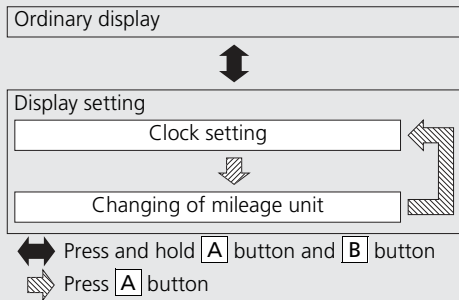 Ordinary display
Display setting
Clock setting
Changing of mileage unit
Press and hold A button and B button
Press A button